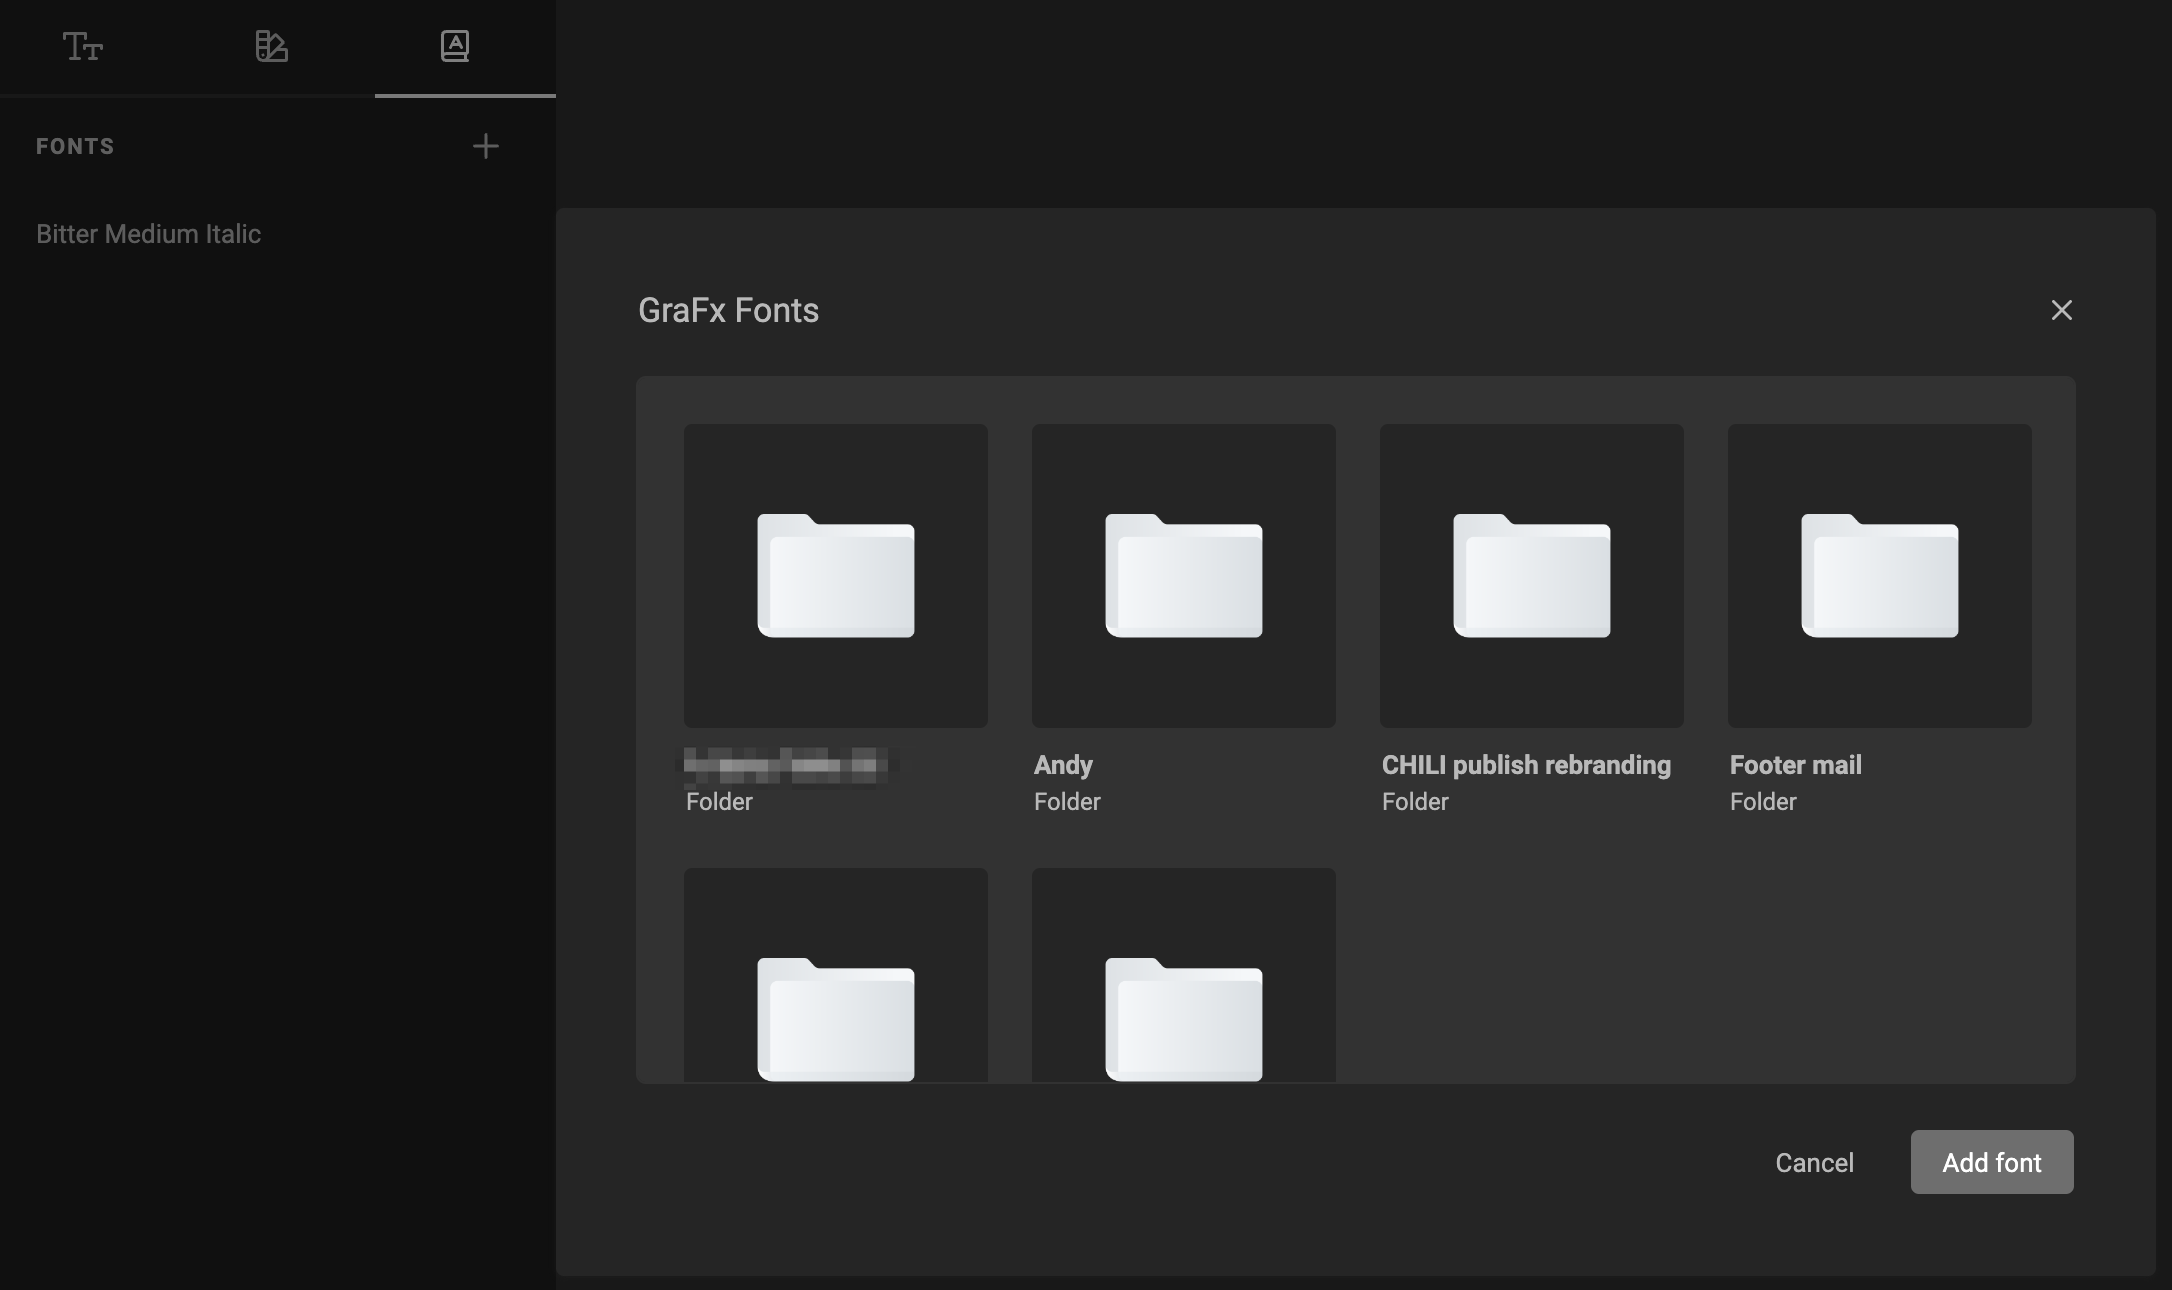 FONTS
Bitter Medium Italic
GraFx Fonts
Folder
Andy
Folder
CHILI publish rebranding
Folder
Footer mail
Folder
Cancel
Add font